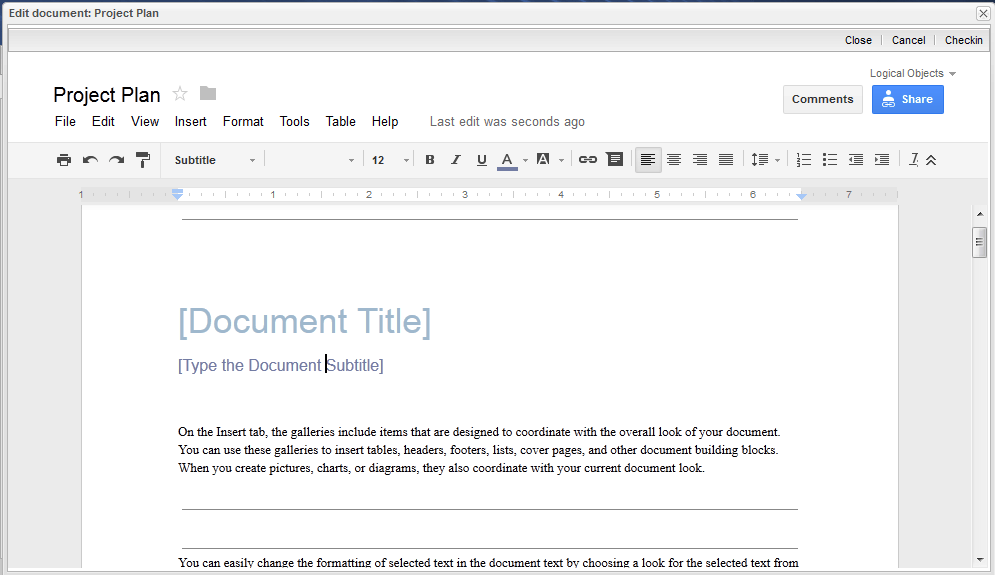 Edit document: Project Plan
Close Cancel Checkin
Logical Objects
Project Plan
Comments Share
File Edit View Insert Format Tools Table Help Last edit was seconds ago
Subtitle 12 B I U A A
1 1 2 3 4 5 6 7
[Document Title]
[Type the Document Subtitle]
On the Insert tab, the galleries include items that are designed to coordinate with the overall look of your document.
You can use these galleries to insert tables, headers, footers, lists, cover pages, and other document building blocks.
When you create pictures, charts, or diagrams, they also coordinate with your current document look.
You can easily change the formatting of selected text in the document text by choosing a look for the selected text from